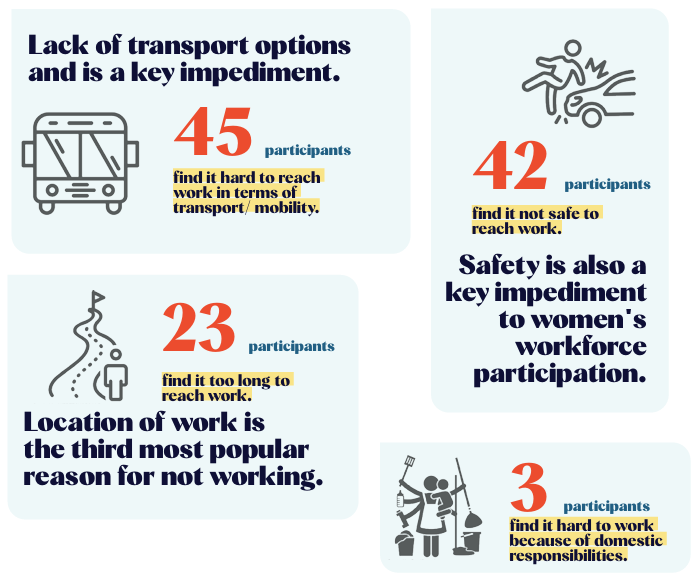 Lack of transport options
and is a key impediment.
45 participants
find it hard to reach
work in terms of
transport/ mobility.
42 participants
find it not safe to
reach work.
Safety is also a
key impediment
to women's
workforce
participation.
23 participants
find it too long to
reach work.
Location of work is
the third most popular
reason for not working.
3 participants
find it hard to work
because of domestic
responsibilities.